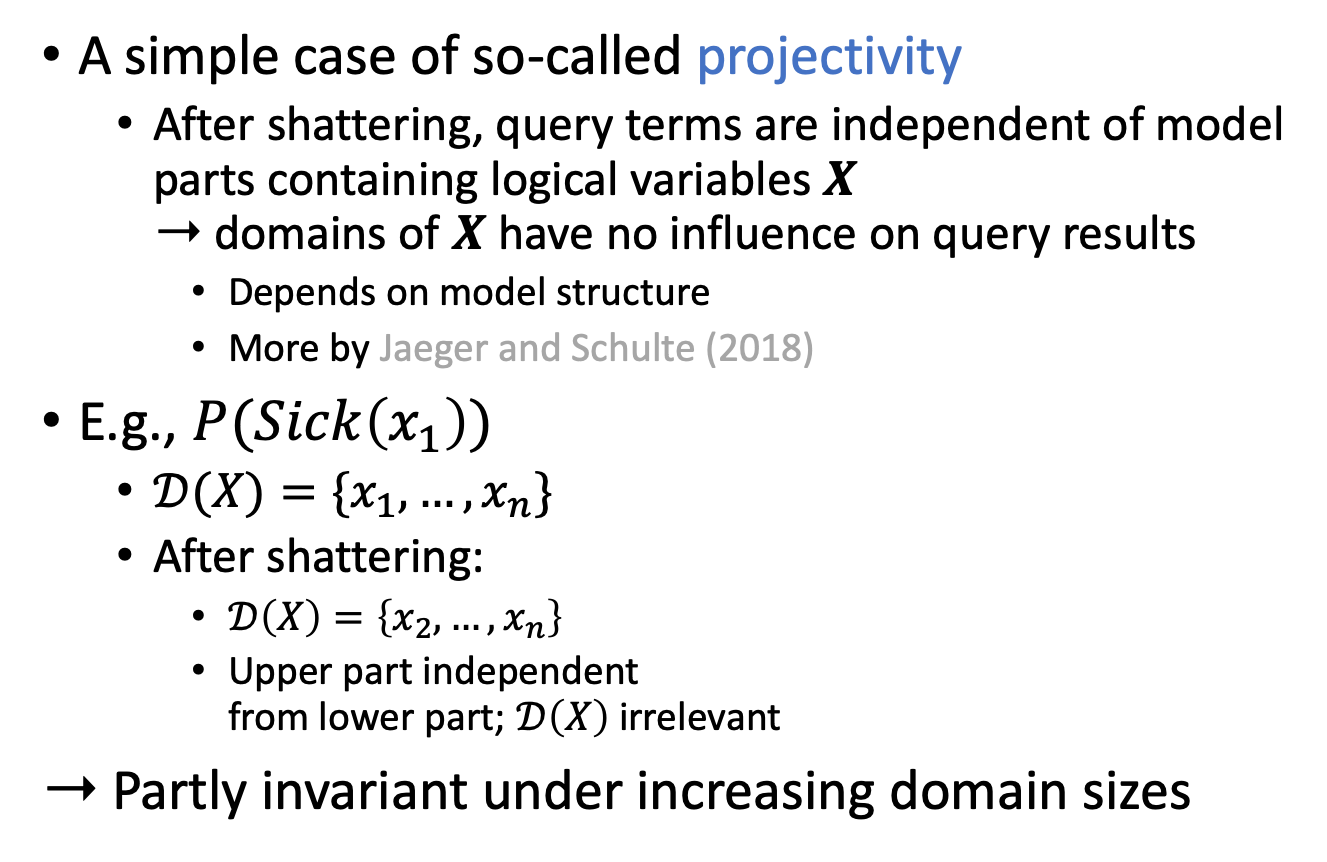 • A simple case of so-called projectivity
• After shattering, query terms are independent of model
parts containing logical variables 𝑿
→ domains of 𝑿 have no influence on query results
• Depends on model structure
• More by Jaeger and Schulte (2018)
• E.g., 𝑃(𝑆𝑖𝑐𝑘(𝑥₁))
• 𝒟(𝑋) = {𝑥₁, … , 𝑥ₙ}
• After shattering:
• 𝒟(𝑋) = {𝑥₂, … , 𝑥ₙ}
• Upper part independent
from lower part; 𝒟(𝑋) irrelevant
→ Partly invariant under increasing domain sizes